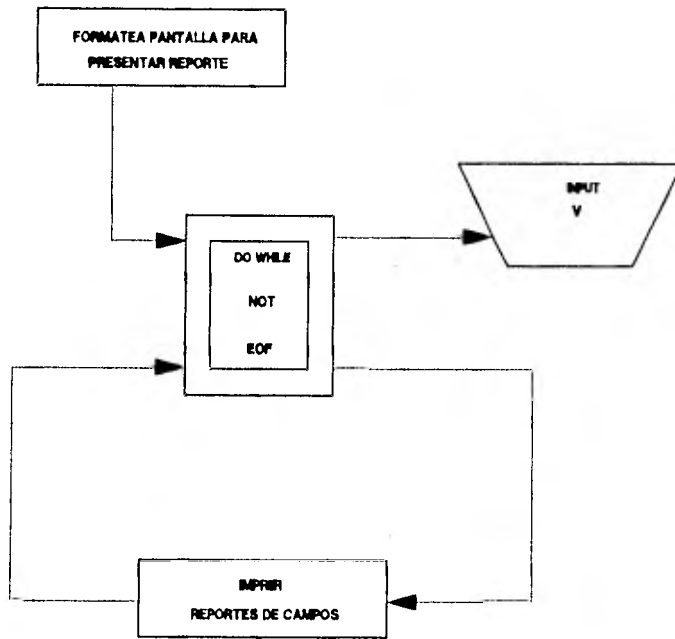 FORMATEA PANTALLA PARA
PRESENTAR REPORTE
INPUT
V
DO WHILE
NOT
EOF
IMPRIR
REPORTES DE CAMPOS